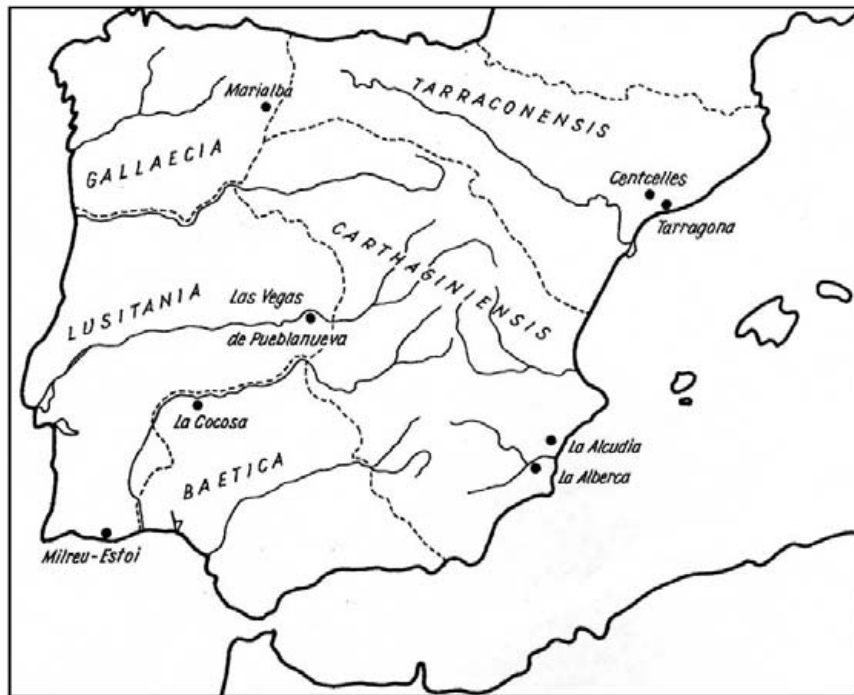 TARRACONENSIS
Marialba
GALLAECIA
Centcelles
Tarragona
CARTHAGINIENSIS
LUSITANIA
Las Vegas
de Pueblanueva
La Cocosa
BAETICA
La Alcudia
La Alberca
Milreu-Estoi